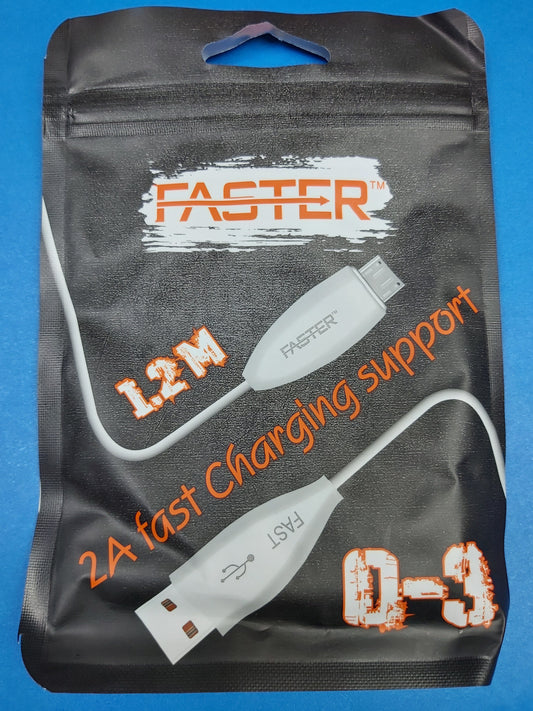 FASTER™
FASTER™
1.2M
2A fast Charging support
FAST
D-3